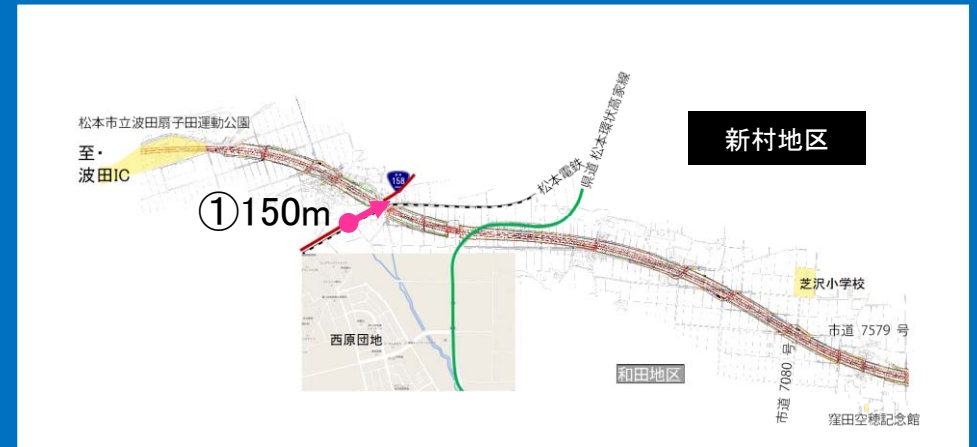 松本市立波田扇子田運動公園
至・
波田IC
158
①150m
松本電鉄
県道 松本環状高家線
新村地区
芝沢小学校
市道 7579 号
西原団地
和田地区
市道 7080 号
窪田空穂記念館